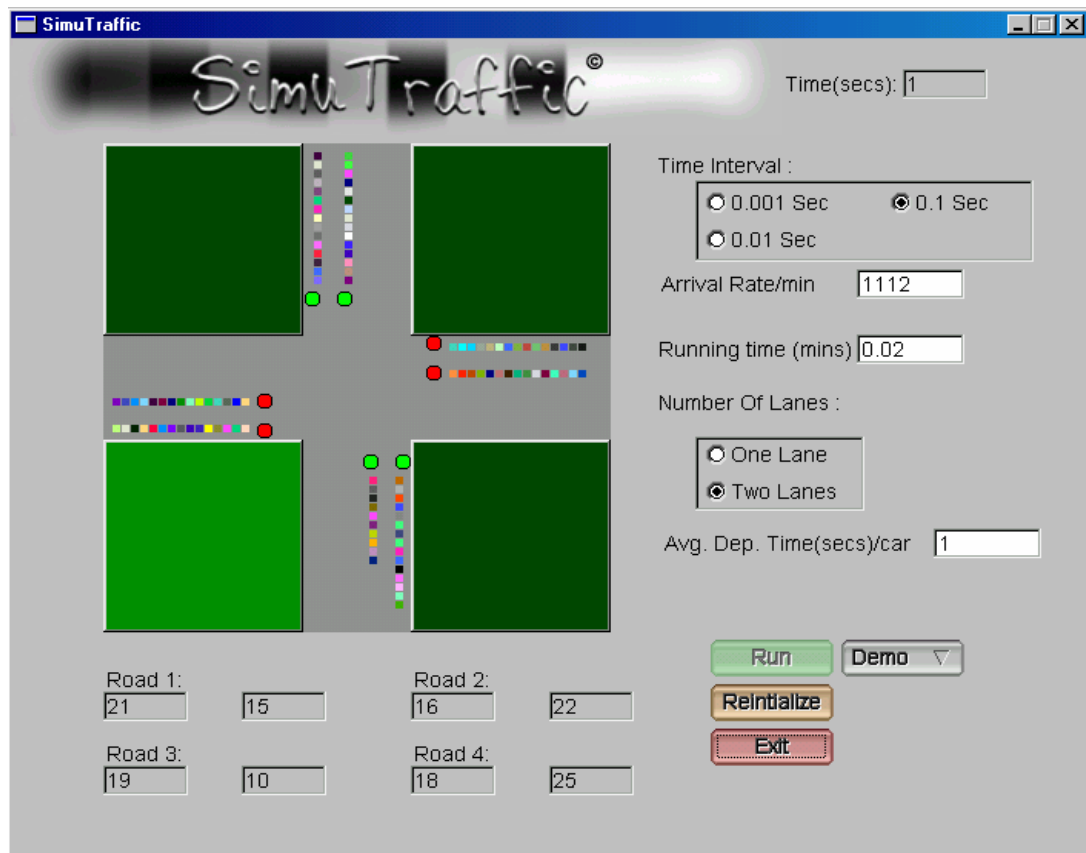 SimuTraffic
SimuTraffic©
Time(secs): 1
Time Interval :
0.001 Sec 0.1 Sec
0.01 Sec
Arrival Rate/min 1112
Running time (mins) 0.02
Number Of Lanes :
One Lane
Two Lanes
Avg. Dep. Time(secs)/car 1
Run Demo
Reintialize
Exit
Road 1: Road 2:
21 15 16 22
Road 3: Road 4:
19 10 18 25